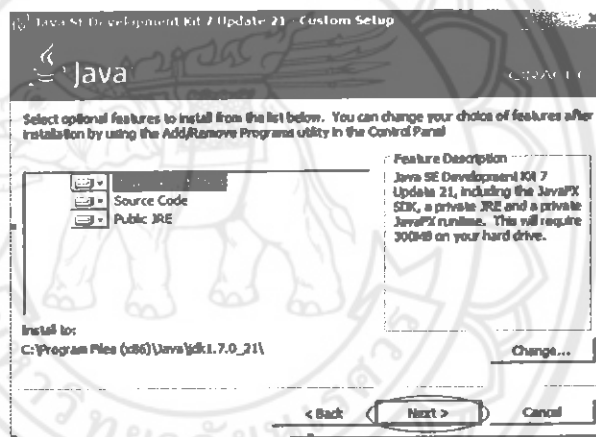 Java SE Development Kit 7 Update 21 - Custom Setup
Java
ORACLE
Select optional features to install from the list below. You can change your choice of features after
installation by using the Add/Remove Programs utility in the Control Panel
Feature Description
Java SE Development Kit 7
Update 21, including the JavaFX
SDK, a private JRE and a private
JavaFX runtime. This will require
300MB on your hard drive.
Source Code
Public JRE
Install to:
C:\Program Files (x86)\Java\jdk1.7.0_21\
Change...
< Back
Next >
Cancel